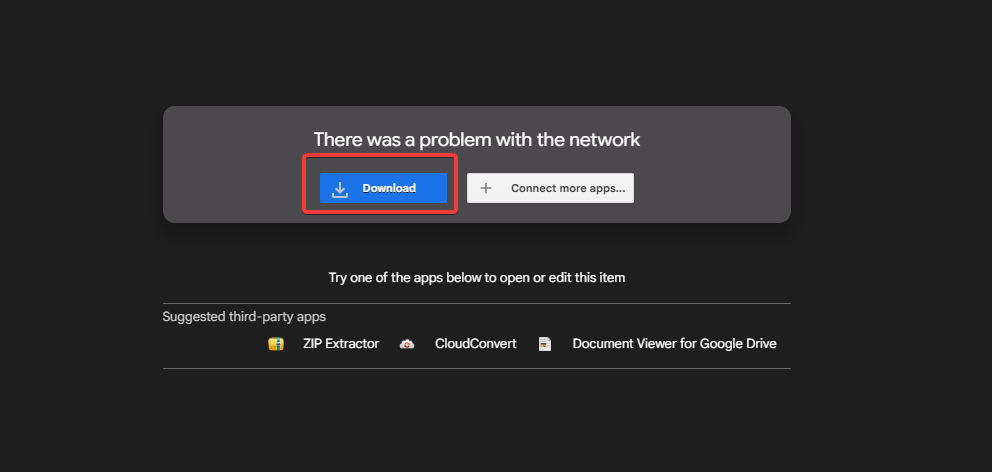 There was a problem with the network
Download
Connect more apps...
Try one of the apps below to open or edit this item
Suggested third-party apps
ZIP Extractor
CloudConvert
Document Viewer for Google Drive